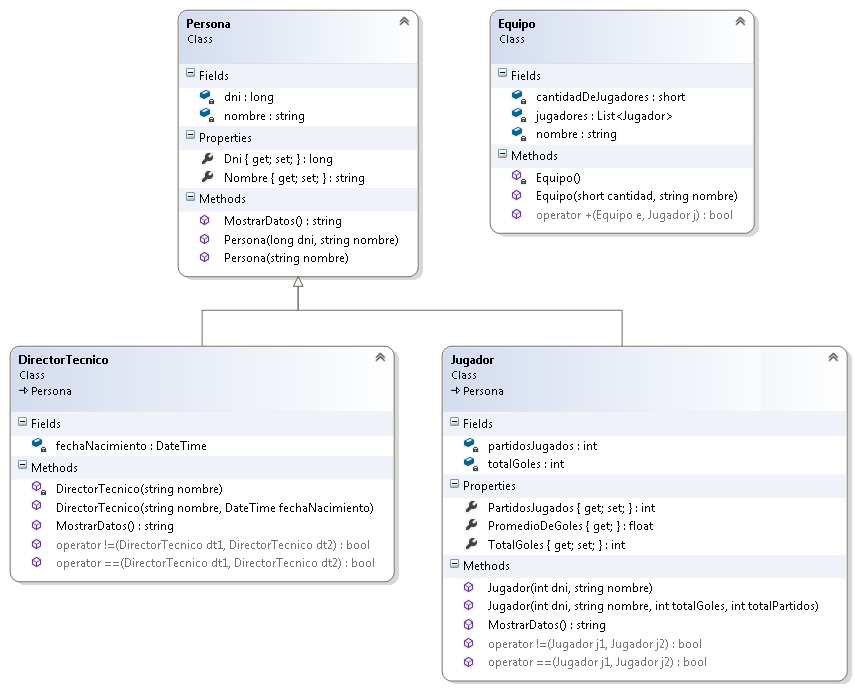 Persona
Class
Fields
dni : long
nombre : string
Properties
Dni { get; set; } : long
Nombre { get; set; } : string
Methods
MostrarDatos() : string
Persona(long dni, string nombre)
Persona(string nombre)
Equipo
Class
Fields
cantidadDeJugadores : short
jugadores : List<Jugador>
nombre : string
Methods
Equipo()
Equipo(short cantidad, string nombre)
operator +(Equipo e, Jugador j) : bool
DirectorTecnico
Class
Persona
Fields
fechaNacimiento : DateTime
Methods
DirectorTecnico(string nombre)
DirectorTecnico(string nombre, DateTime fechaNacimiento)
MostrarDatos() : string
operator !=(DirectorTecnico dt1, DirectorTecnico dt2) : bool
operator ==(DirectorTecnico dt1, DirectorTecnico dt2) : bool
Jugador
Class
Persona
Fields
partidosJugados : int
totalGoles : int
Properties
PartidosJugados { get; set; } : int
PromedioDeGoles { get; } : float
TotalGoles { get; set; } : int
Methods
Jugador(int dni, string nombre)
Jugador(int dni, string nombre, int totalGoles, int totalPartidos)
MostrarDatos() : string
operator !=(Jugador j1, Jugador j2) : bool
operator ==(Jugador j1, Jugador j2) : bool